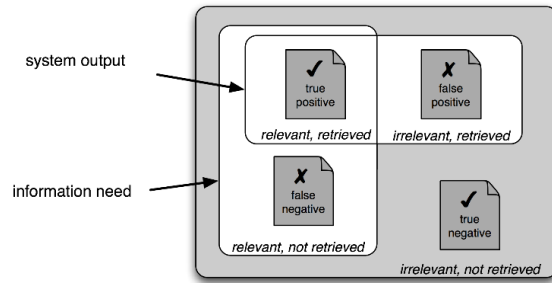 system output
✓
true
positive
✗
false
positive
relevant, retrieved
irrelevant, retrieved
information need
✗
false
negative
✓
true
negative
relevant, not retrieved
irrelevant, not retrieved